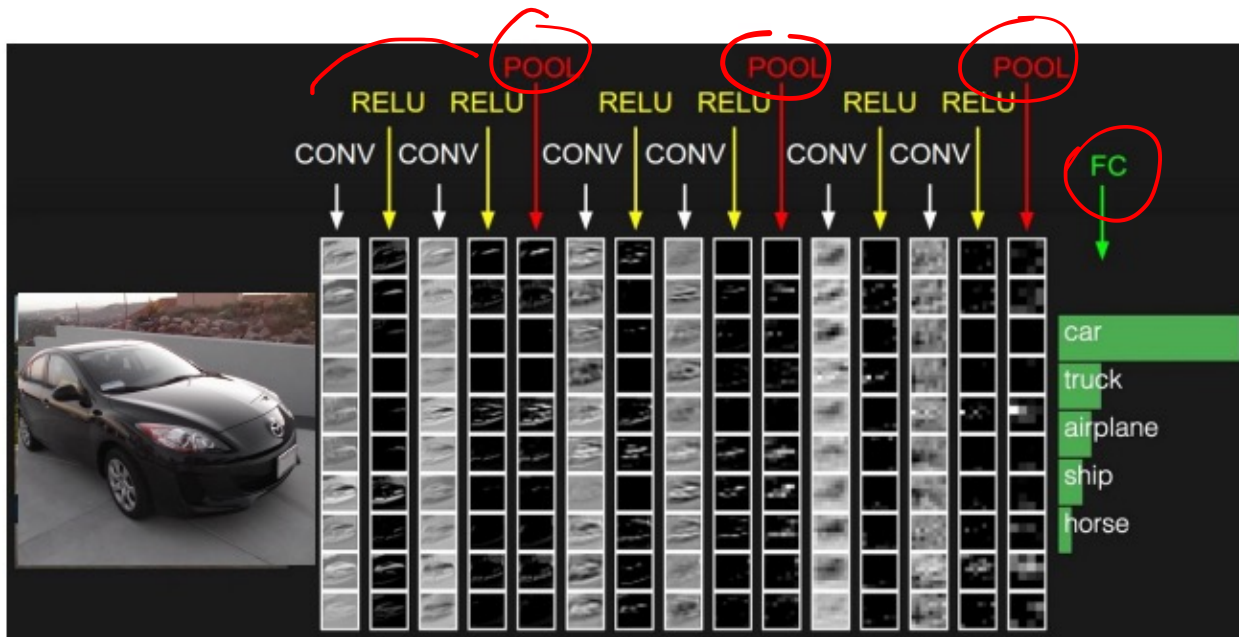 POOL POOL POOL
RELU RELU RELU RELU RELU RELU
CONV CONV CONV CONV CONV CONV
FC
car
truck
airplane
ship
horse